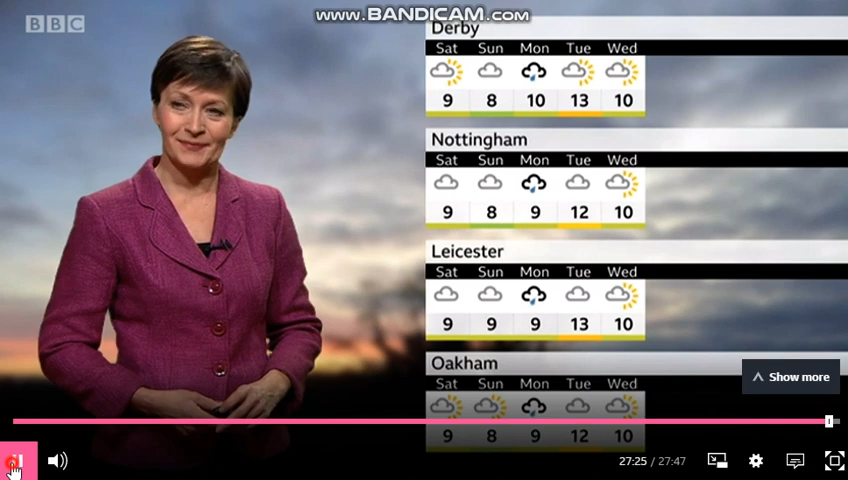 BBC
www.BANDICAM.com
Derby
Sat Sun Mon Tue Wed
9 8 10 13 10
Nottingham
Sat Sun Mon Tue Wed
9 8 9 12 10
Leicester
Sat Sun Mon Tue Wed
9 9 9 13 10
Oakham
Sat Sun Mon Tue Wed
9 9 9 12 10
Show more
27:25 / 27:47